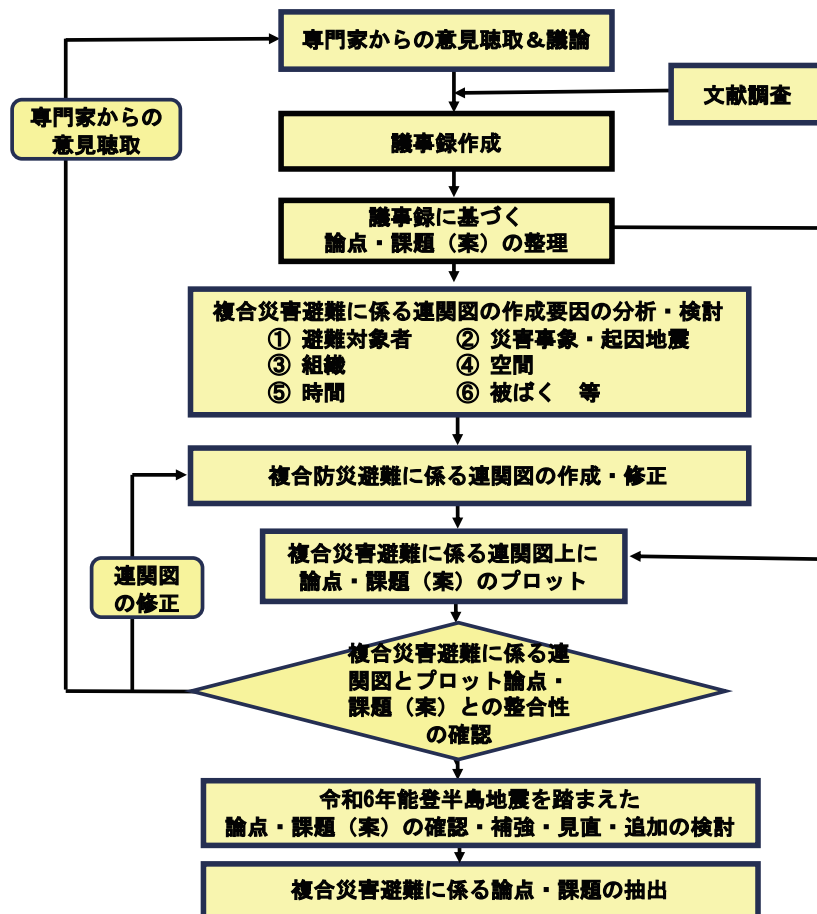 専門家からの意見聴取＆議論
文献調査
専門家からの
意見聴取
議事録作成
議事録に基づく
論点・課題（案）の整理
複合災害避難に係る連関図の作成要因の分析・検討
① 避難対象者　② 災害事象・起因地震
③ 組織　④ 空間
⑤ 時間　⑥ 被ばく　等
複合防災避難に係る連関図の作成・修正
複合災害避難に係る連関図上に
論点・課題（案）のプロット
連関図
の修正
複合災害避難に係る連
関図とプロット論点・
課題（案）との整合性
の確認
令和6年能登半島地震を踏まえた
論点・課題（案）の確認・補強・見直・追加の検討
複合災害避難に係る論点・課題の抽出